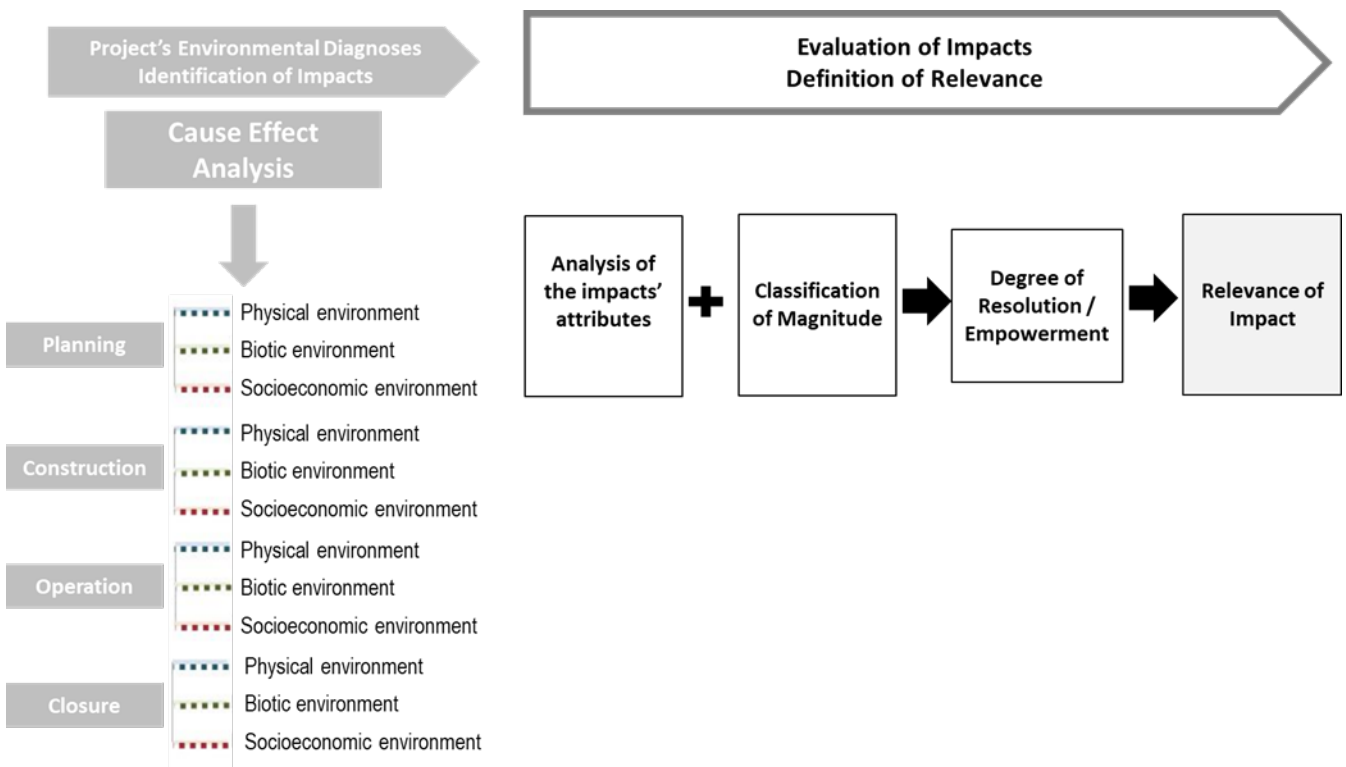 Project's Environmental Diagnoses
Identification of Impacts
Cause Effect
Analysis
Planning
Physical environment
Biotic environment
Socioeconomic environment
Construction
Physical environment
Biotic environment
Socioeconomic environment
Operation
Physical environment
Biotic environment
Socioeconomic environment
Closure
Physical environment
Biotic environment
Socioeconomic environment
Evaluation of Impacts
Definition of Relevance
Analysis of
the impacts'
attributes
Classification
of Magnitude
Degree of
Resolution /
Empowerment
Relevance of
Impact